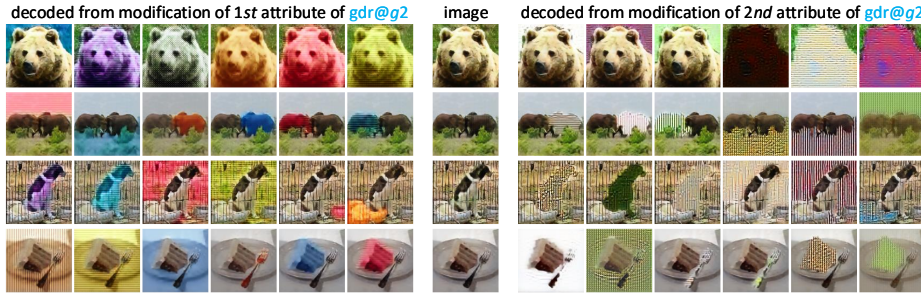 decoded from modification of 1st attribute of gdr@g2
image
decoded from modification of 2nd attribute of gdr@g2